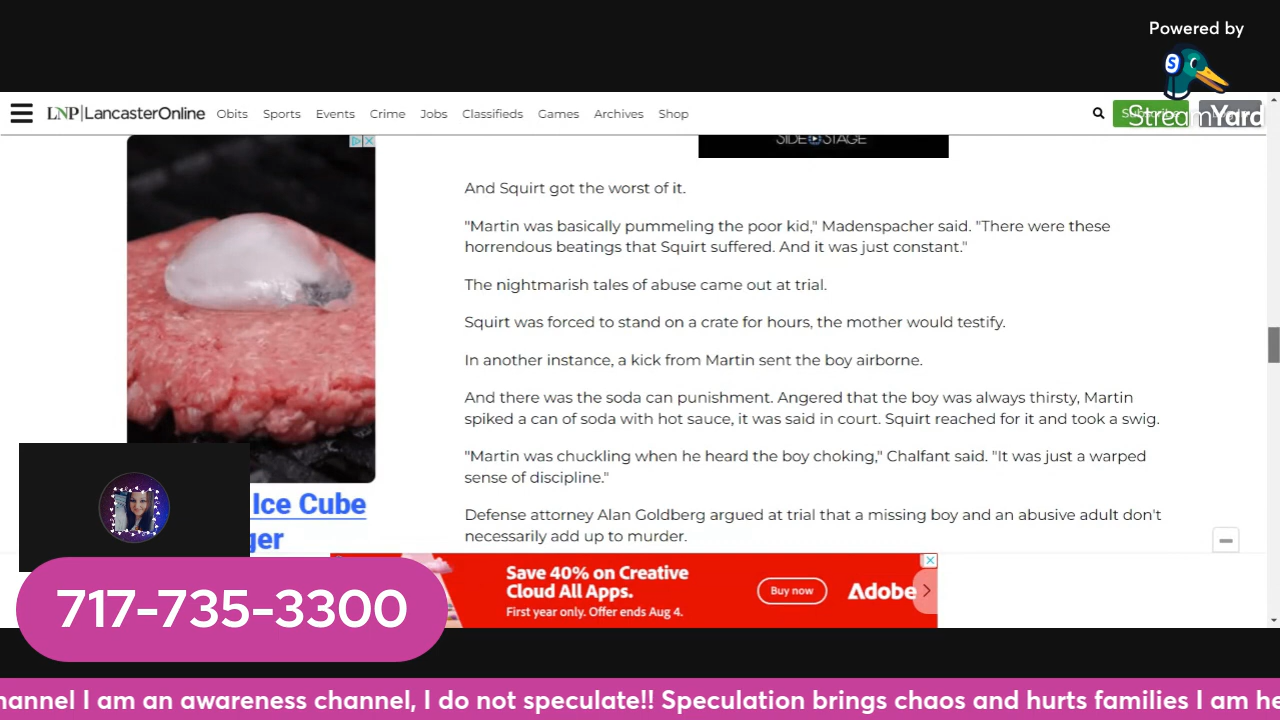 Powered by
S
StreamYard
LNP LancasterOnline Obits Sports Events Crime Jobs Classifieds Games Archives Shop
SIDE STAGE
And Squirt got the worst of it.
"Martin was basically pummeling the poor kid," Madenspacher said. "There were these
horrendous beatings that Squirt suffered. And it was just constant."
The nightmarish tales of abuse came out at trial.
Squirt was forced to stand on a crate for hours, the mother would testify.
In another instance, a kick from Martin sent the boy airborne.
And there was the soda can punishment. Angered that the boy was always thirsty, Martin
spiked a can of soda with hot sauce, it was said in court. Squirt reached for it and took a swig.
"Martin was chuckling when he heard the boy choking," Chalfant said. "It was just a warped
sense of discipline."
Defense attorney Alan Goldberg argued at trial that a missing boy and an abusive adult don't
necessarily add up to murder.
Ice Cube
ger
Save 40% on Creative
Cloud All Apps.
First year only. Offer ends Aug 4.
Buy now
Adobe
717-735-3300
hannel I am an awareness channel, I do not speculate!! Speculation brings chaos and hurts families I am he